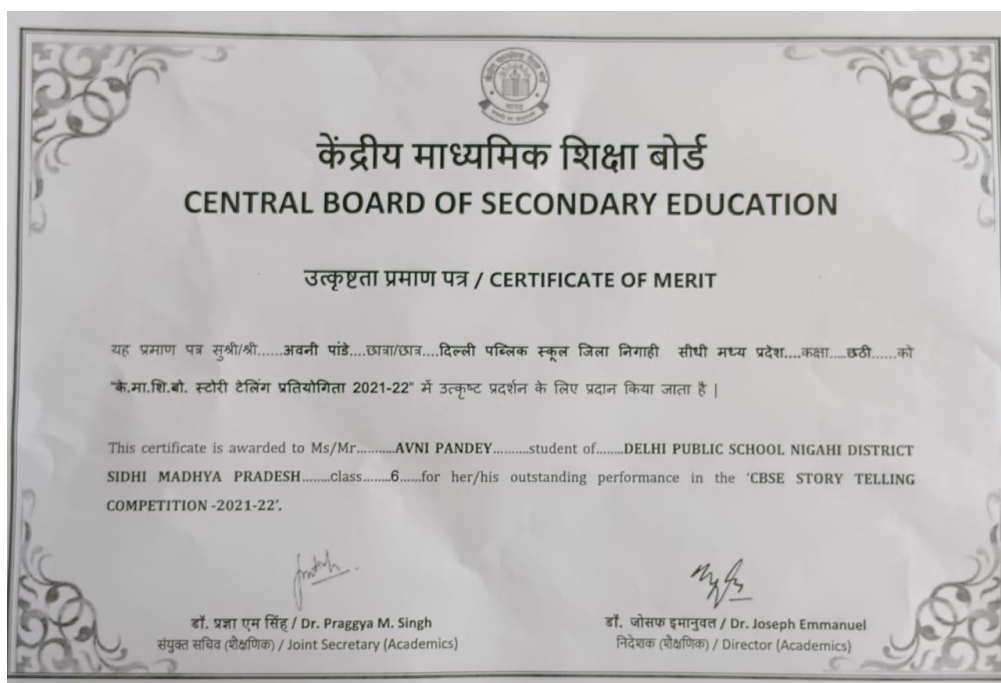 केंद्रीय माध्यमिक शिक्षा बोर्ड
CENTRAL BOARD OF SECONDARY EDUCATION
उत्कृष्टता प्रमाण पत्र / CERTIFICATE OF MERIT
यह प्रमाण पत्र सुश्री/श्री......अवनी पांडे....छात्रा/छात्र....दिल्ली पब्लिक स्कूल जिला निगाही सीधी मध्य प्रदेश....कक्षा.....छठी......को
"के.मा.शि.बो. स्टोरी टेलिंग प्रतियोगिता 2021-22" में उत्कृष्ट प्रदर्शन के लिए प्रदान किया जाता है |
This certificate is awarded to Ms/Mr..........AVNI PANDEY..........student of.......DELHI PUBLIC SCHOOL NIGAHI DISTRICT
SIDHI MADHYA PRADESH........class........6......for her/his outstanding performance in the 'CBSE STORY TELLING
COMPETITION -2021-22'.
डॉ. प्रज्ञा एम सिंह / Dr. Praggya M. Singh
संयुक्त सचिव (शैक्षणिक) / Joint Secretary (Academics)
डॉ. जोसफ इमानुवल / Dr. Joseph Emmanuel
निदेशक (शैक्षणिक) / Director (Academics)